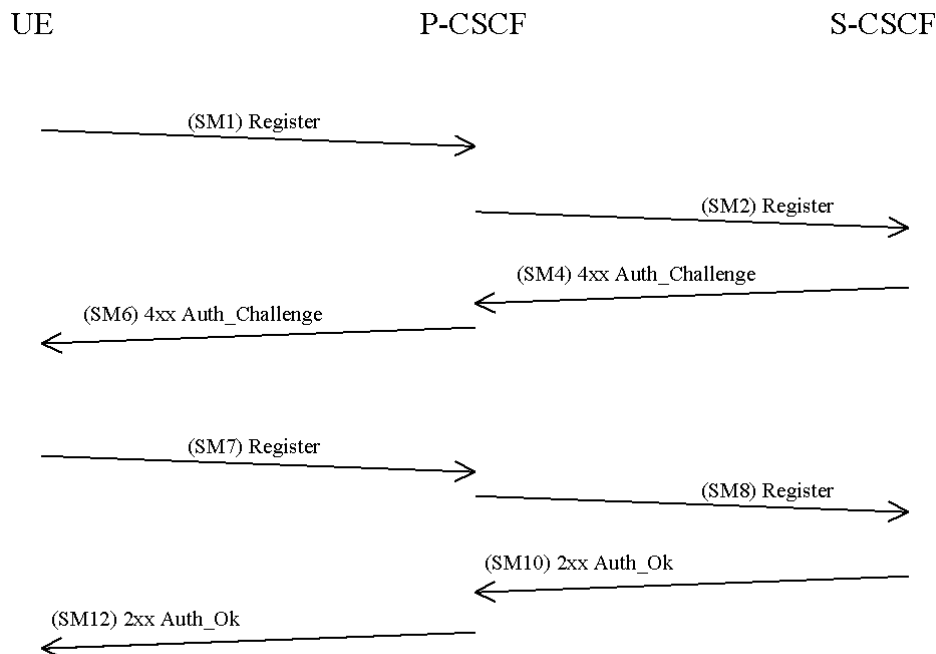 UE P-CSCF S-CSCF
(SM1) Register
(SM2) Register
(SM4) 4xx Auth_Challenge
(SM6) 4xx Auth_Challenge
(SM7) Register
(SM8) Register
(SM10) 2xx Auth_Ok
(SM12) 2xx Auth_Ok